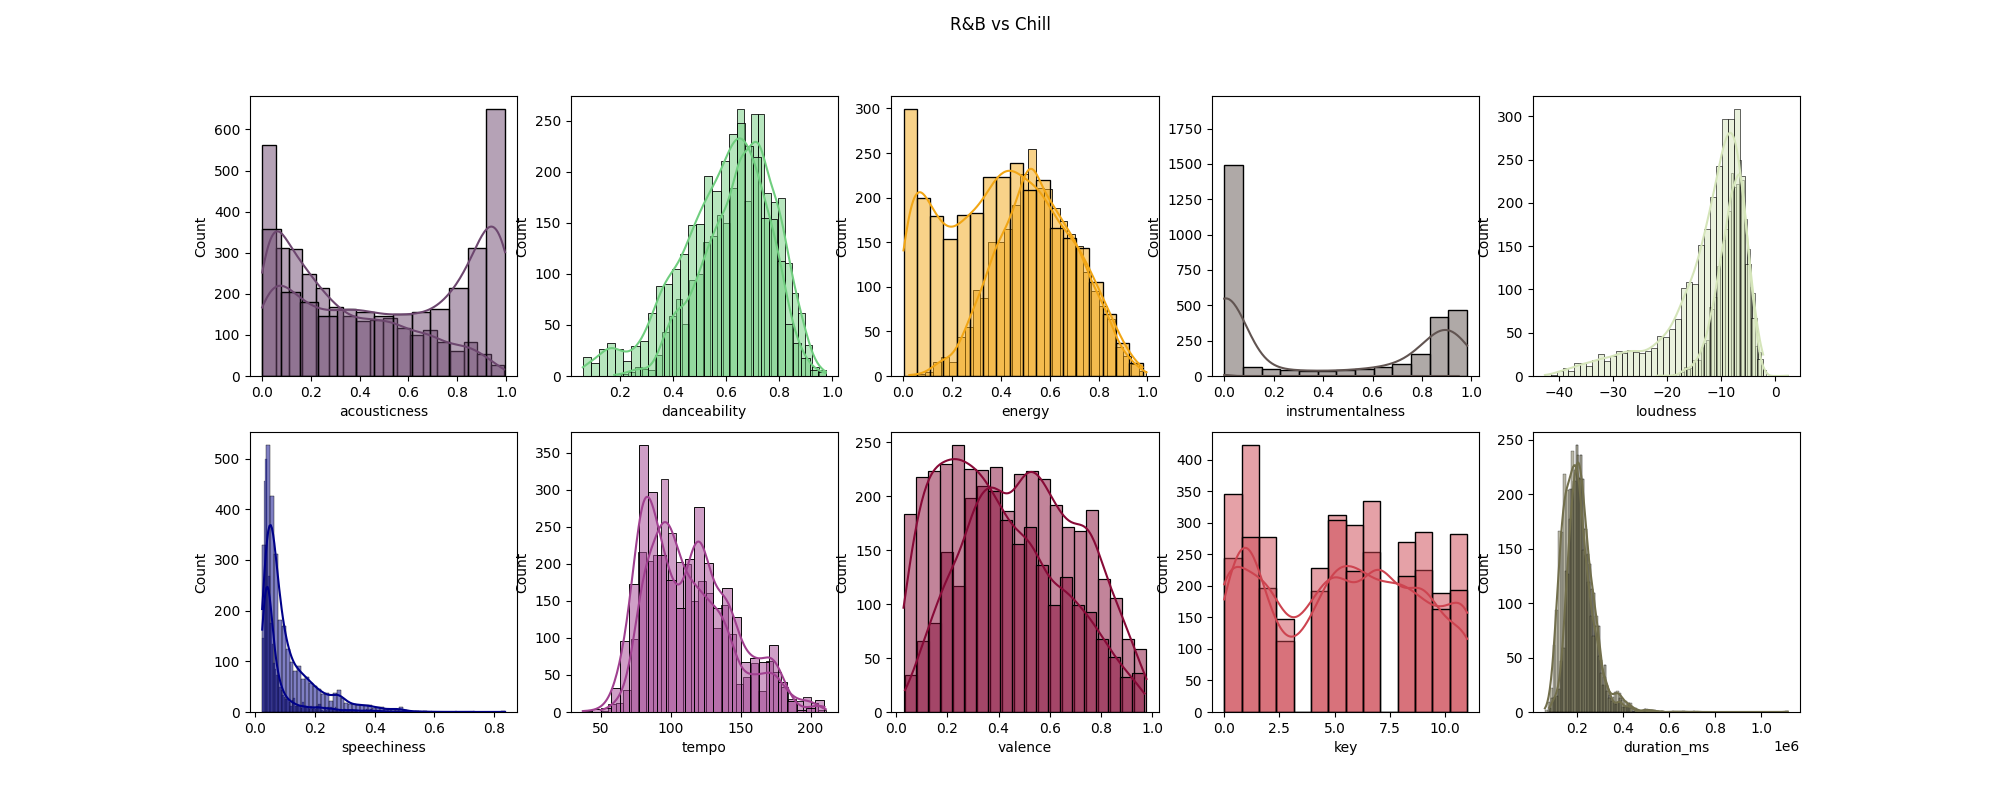 R&B vs Chill
Count
600
500
400
300
200
100
0
0.0 0.2 0.4 0.6 0.8 1.0
acousticness
Count
250
200
150
100
50
0
0.2 0.4 0.6 0.8 1.0
danceability
Count
300
250
200
150
100
50
0
0.0 0.2 0.4 0.6 0.8 1.0
energy
Count
1750
1500
1250
1000
750
500
250
0
0.0 0.2 0.4 0.6 0.8 1.0
instrumentalness
Count
300
250
200
150
100
50
0
−40 −30 −20 −10 0
loudness
Count
500
400
300
200
100
0
0.0 0.2 0.4 0.6 0.8
speechiness
Count
350
300
250
200
150
100
50
0
50 100 150 200
tempo
Count
250
200
150
100
50
0
0.0 0.2 0.4 0.6 0.8 1.0
valence
Count
400
350
300
250
200
150
100
50
0
0.0 2.5 5.0 7.5 10.0
key
Count
250
200
150
100
50
0
0.2 0.4 0.6 0.8 1.0
1e6
duration_ms